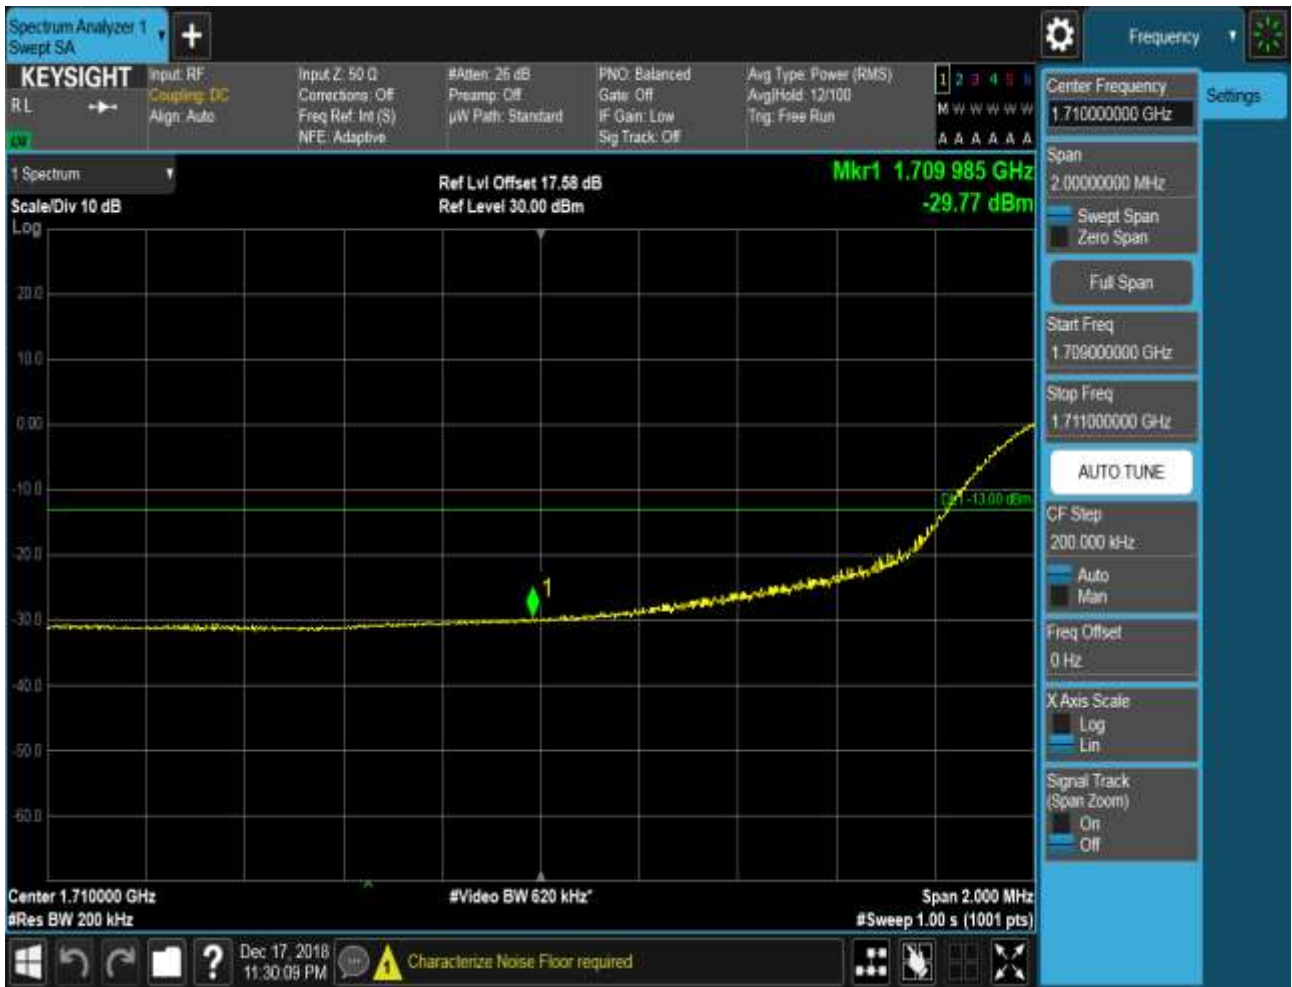 Spectrum Analyzer 1
Swept SA
Frequency
KEYSIGHT
RL
Input: RF
Coupling: DC
Align: Auto
Input Z: 50 Ω
Corrections: Off
Freq Ref: Int (S)
NFE: Adaptive
#Atten: 26 dB
Preamp: Off
µW Path: Standard
PNO: Balanced
Gate: Off
IF Gain: Low
Sig Track: Off
Avg Type: Power (RMS)
Avg|Hold: 12/100
Trig: Free Run
1 2 3 4 5 6
M W W W W W
A A A A A A
1 Spectrum
Scale/Div 10 dB
Log
Ref Lvl Offset 17.58 dB
Ref Level 30.00 dBm
Mkr1 1.709 985 GHz
-29.77 dBm
20.0
10.0
0.00
-10.0
DL1 -13.00 dBm
-20.0
1
-30.0
-40.0
-50.0
-60.0
Center 1.710000 GHz
#Res BW 200 kHz
#Video BW 620 kHz*
Span 2.000 MHz
#Sweep 1.00 s (1001 pts)
Center Frequency
1.710000000 GHz
Settings
Span
2.00000000 MHz
Swept Span
Zero Span
Full Span
Start Freq
1.709000000 GHz
Stop Freq
1.711000000 GHz
AUTO TUNE
CF Step
200.000 kHz
Auto
Man
Freq Offset
0 Hz
X Axis Scale
Log
Lin
Signal Track
(Span Zoom)
On
Off
?
Dec 17, 2018
11:30:09 PM
1
Characterize Noise Floor required